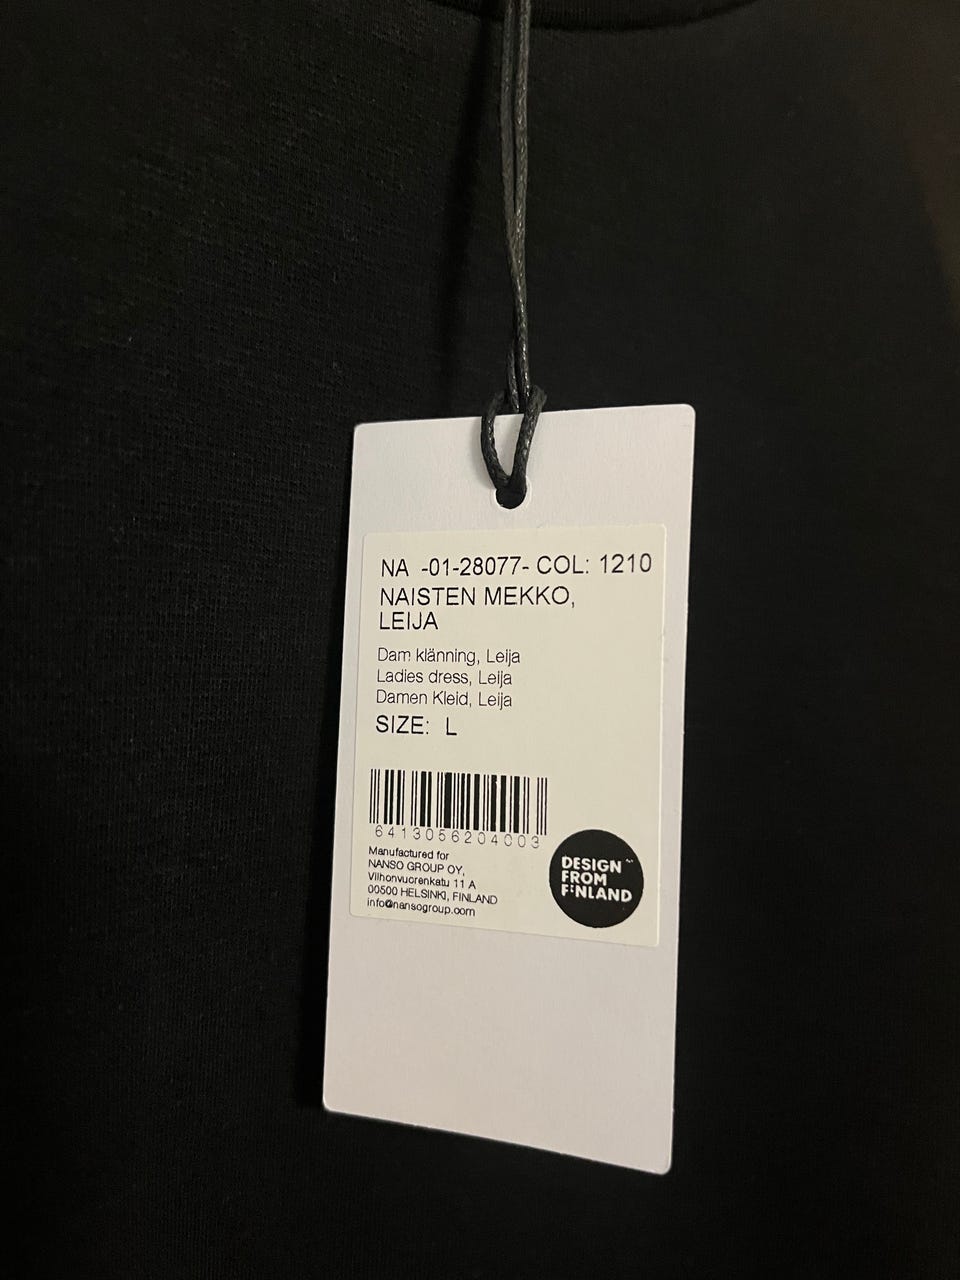 NA -01-28077- COL: 1210
NAISTEN MEKKO,
LEIJA
Dam klänning, Leija
Ladies dress, Leija
Damen Kleid, Leija
SIZE: L
6413056204003
Manufactured for
NANSO GROUP OY,
Vilhonvuorenkatu 11 A
00500 HELSINKI, FINLAND
info@nansogroup.com
DESIGN
FROM
FINLAND